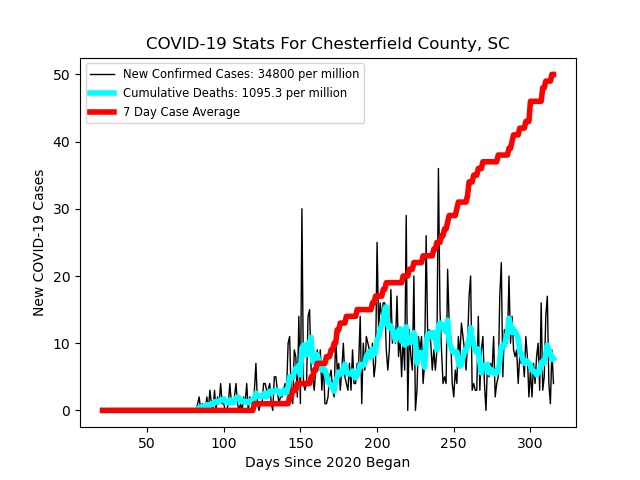 COVID-19 Stats For Chesterfield County, SC
New Confirmed Cases: 34800 per million
Cumulative Deaths: 1095.3 per million
7 Day Case Average
50
40
30
20
10
0
New COVID-19 Cases
50 100 150 200 250 300
Days Since 2020 Began